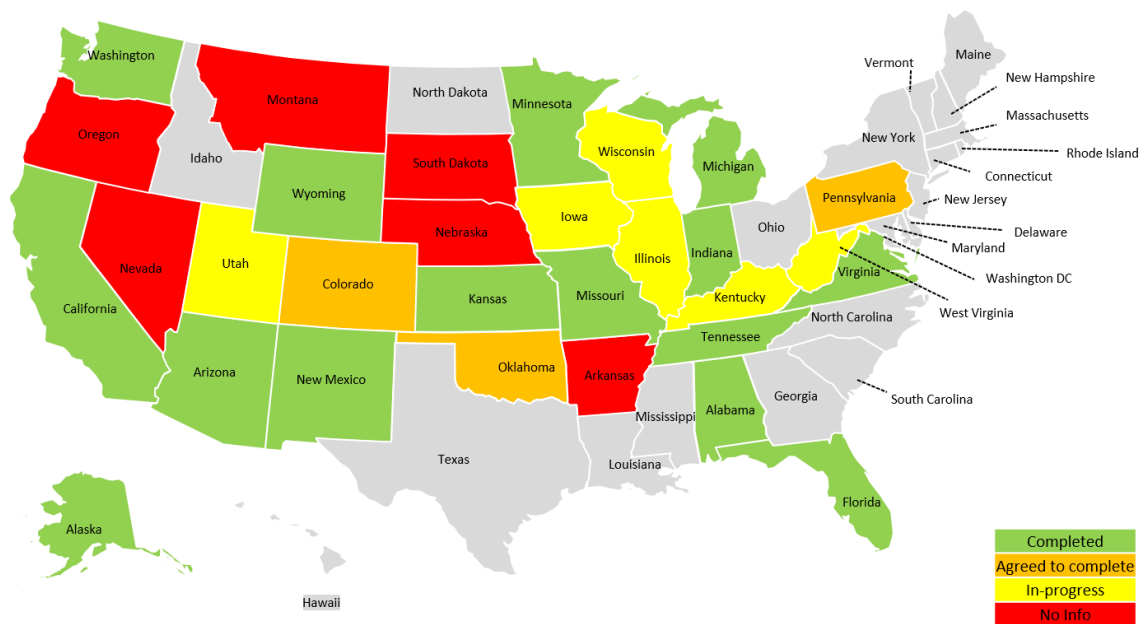 Washington
Montana
North Dakota
Minnesota
Vermont
Maine
New Hampshire
Massachusetts
Oregon
Idaho
South Dakota
Wisconsin
Michigan
New York
Rhode Island
Connecticut
Wyoming
Nebraska
Iowa
Pennsylvania
New Jersey
Ohio
Delaware
Maryland
Nevada
Utah
Colorado
Kansas
Illinois
Indiana
Washington DC
Virginia
California
Missouri
Kentucky
West Virginia
North Carolina
Tennessee
Arizona
New Mexico
Oklahoma
Arkansas
Mississippi
Alabama
Georgia
South Carolina
Texas
Louisiana
Florida
Alaska
Hawaii
Completed
Agreed to complete
In-progress
No Info